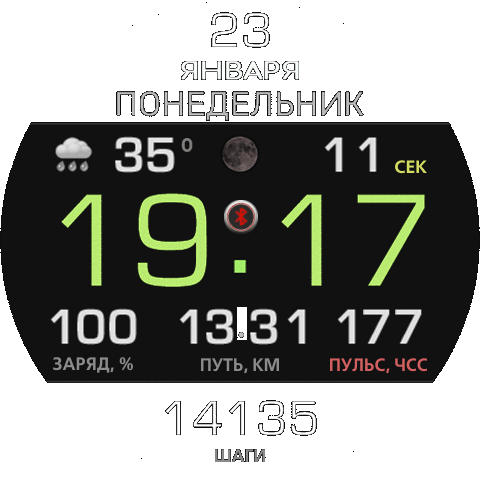 23
ЯНВАРЯ
ПОНЕДЕЛЬНИК
35° 11 СЕК
19:17
100 13.31 177
ЗАРЯД, % ПУТЬ, КМ ПУЛЬС, ЧСС
14135
ШАГИ